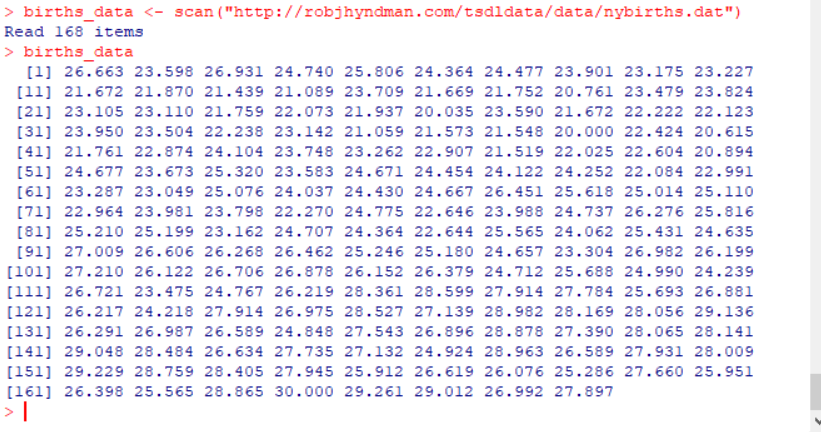 > births_data <- scan("http://robjhyndman.com/tsdldata/data/nybirths.dat")
Read 168 items
> births_data
[1] 26.663 23.598 26.931 24.740 25.806 24.364 24.477 23.901 23.175 23.227
[11] 21.672 21.870 21.439 21.089 23.709 21.669 21.752 20.761 23.479 23.824
[21] 23.105 23.110 21.759 22.073 21.937 20.035 23.590 21.672 22.222 22.123
[31] 23.950 23.504 22.238 23.142 21.059 21.573 21.548 20.000 22.424 20.615
[41] 21.761 22.874 24.104 23.748 23.262 22.907 21.519 22.025 22.604 20.894
[51] 24.677 23.673 25.320 23.583 24.671 24.454 24.122 24.252 22.084 22.991
[61] 23.287 23.049 25.076 24.037 24.430 24.667 26.451 25.618 25.014 25.110
[71] 22.964 23.981 23.798 22.270 24.775 22.646 23.988 24.737 26.276 25.816
[81] 25.210 25.199 23.162 24.707 24.364 22.644 25.565 24.062 25.431 24.635
[91] 27.009 26.606 26.268 26.462 25.246 25.180 24.657 23.304 26.982 26.199
[101] 27.210 26.122 26.706 26.878 26.152 26.379 24.712 25.688 24.990 24.239
[111] 26.721 23.475 24.767 26.219 28.361 28.599 27.914 27.784 25.693 26.881
[121] 26.217 24.218 27.914 26.975 28.527 27.139 28.982 28.169 28.056 29.136
[131] 26.291 26.987 26.589 24.848 27.543 26.896 28.878 27.390 28.065 28.141
[141] 29.048 28.484 26.634 27.735 27.132 24.924 28.963 26.589 27.931 28.009
[151] 29.229 28.759 28.405 27.945 25.912 26.619 26.076 25.286 27.660 25.951
[161] 26.398 25.565 28.865 30.000 29.261 29.012 26.992 27.897
>